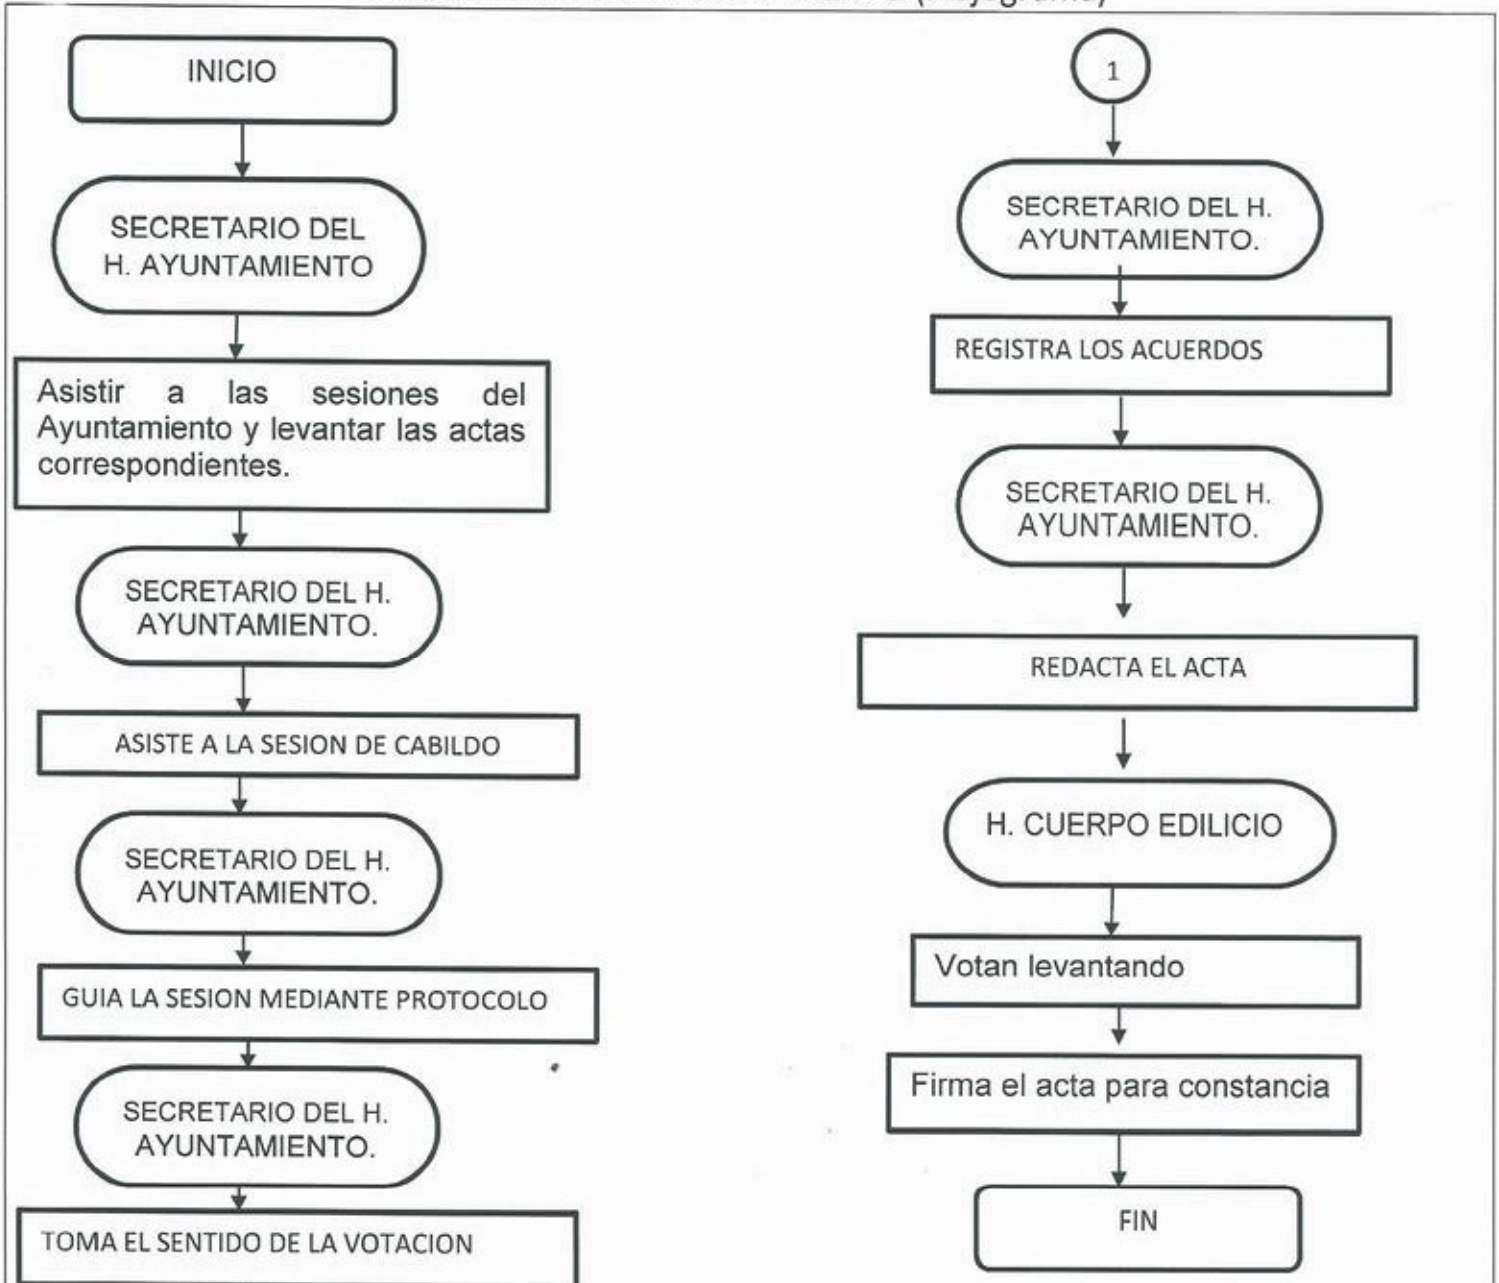 INICIO
SECRETARIO DEL
H. AYUNTAMIENTO
Asistir a las sesiones del
Ayuntamiento y levantar las actas
correspondientes.
SECRETARIO DEL H.
AYUNTAMIENTO.
ASISTE A LA SESION DE CABILDO
SECRETARIO DEL H.
AYUNTAMIENTO.
GUIA LA SESION MEDIANTE PROTOCOLO
SECRETARIO DEL H.
AYUNTAMIENTO.
TOMA EL SENTIDO DE LA VOTACION
1
SECRETARIO DEL H.
AYUNTAMIENTO.
REGISTRA LOS ACUERDOS
SECRETARIO DEL H.
AYUNTAMIENTO.
REDACTA EL ACTA
H. CUERPO EDILICIO
Votan levantando
Firma el acta para constancia
FIN